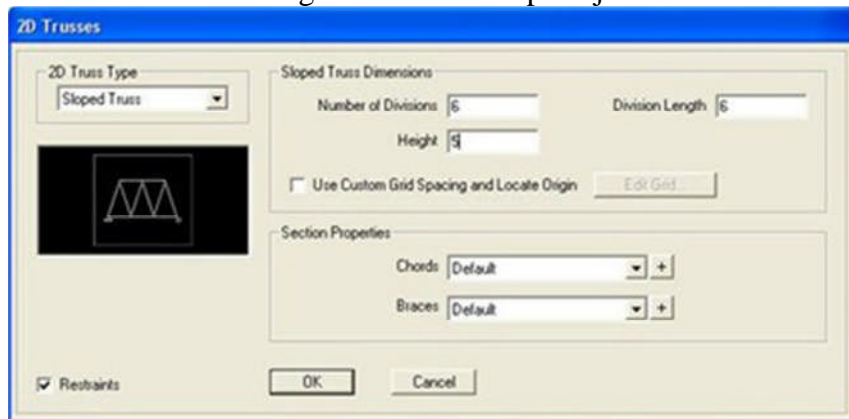 2D Trusses
2D Truss Type
Sloped Truss
Sloped Truss Dimensions
Number of Divisions 6
Division Length 6
Height 5
Use Custom Grid Spacing and Locate Origin
Edit Grid...
Section Properties
Chords Default +
Braces Default +
Restraints
OK
Cancel